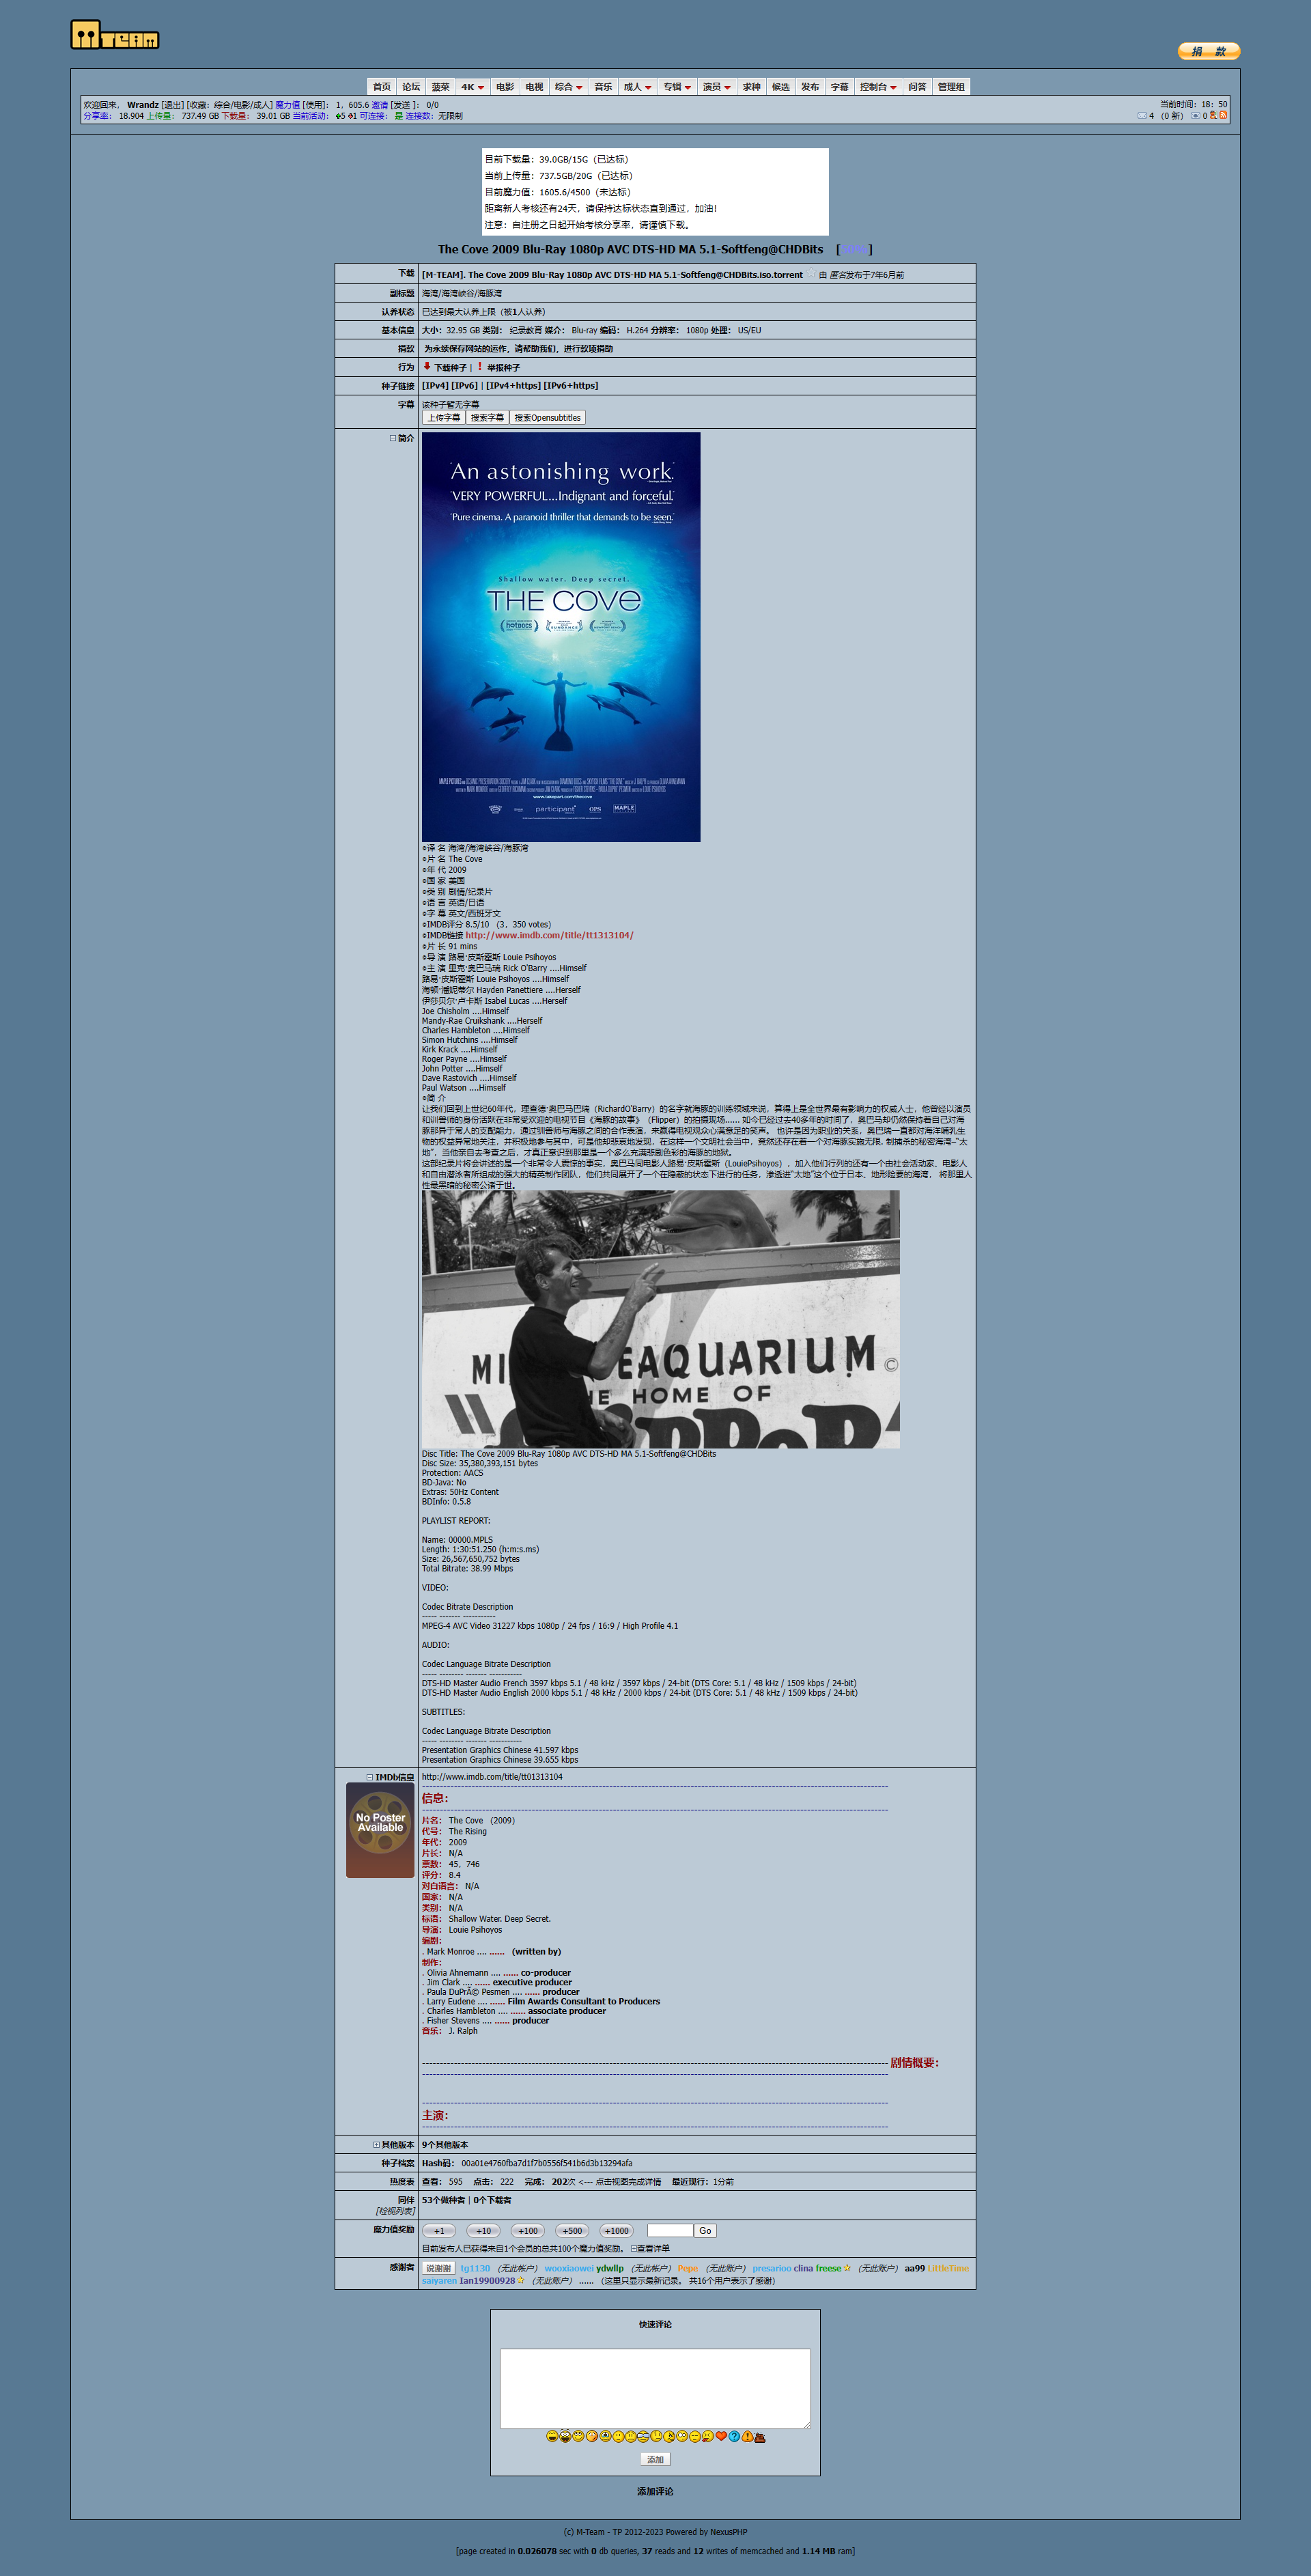 M TEAM
捐 款
首页 论坛 菠菜 4K 电影 电视 综合 音乐 成人 专辑 演员 求种 候选 发布 字幕 控制台 问答 管理组
欢迎回来, Wrandz [退出] [收藏: 综合/电影/成人] 魔力值 [使用]: 1，605.6 邀请 [发送 ]: 0/0 当前时间: 18: 50
分享率: 18.904 上传量: 737.49 GB 下载量: 39.01 GB 当前活动: 5 1 可连接: 是 连接数: 无限制 4 （0 新） 0
目前下载量: 39.0GB/15G（已达标）
当前上传量: 737.5GB/20G（已达标）
目前魔力值: 1605.6/4500（未达标）
距离新人考核还有24天，请保持达标状态直到通过，加油!
注意: 自注册之日起开始考核分享率，请谨慎下载。
The Cove 2009 Blu-Ray 1080p AVC DTS-HD MA 5.1-Softfeng@CHDBits
下载 [M-TEAM]. The Cove 2009 Blu-Ray 1080p AVC DTS-HD MA 5.1-Softfeng@CHDBits.iso.torrent 由 匿名发布于7年6月前
副标题 海湾/海湾峡谷/海豚湾
认养状态 已达到最大认养上限（被1人认养）
基本信息 大小: 32.95 GB 类别: 纪录教育 媒介: Blu-ray 编码: H.264 分辨率: 1080p 处理: US/EU
捐款 为永续保存网站的运作，请帮助我们，进行款项捐助
行为 下载种子 | 举报种子
种子链接 [IPv4] [IPv6] | [IPv4+https] [IPv6+https]
字幕 该种子暂无字幕
上传字幕 搜索字幕 搜索Opensubtitles
简介
An astonishing work.
VERY POWERFUL...Indignant and forceful.
"Pure cinema. A paranoid thriller that demands to be seen."
Shallow water. Deep secret.
THE COVE
hotdocs SUNDANCE
www.takepart.com/thecove
participant OPS MAPLE
译 名 海湾/海湾峡谷/海豚湾
片 名 The Cove
年 代 2009
国 家 美国
类 别 剧情/纪录片
语 言 英语/日语
字 幕 英文/西班牙文
IMDB评分 8.5/10 （3，350 votes）
IMDB链接 http://www.imdb.com/title/tt1313104/
片 长 91 mins
导 演 路易·皮斯霍斯 Louie Psihoyos
主 演 里克·奥巴马瑞 Rick O'Barry ....Himself
路易·皮斯霍斯 Louie Psihoyos ....Himself
海顿·潘妮蒂尔 Hayden Panettiere ....Herself
伊莎贝尔·卢卡斯 Isabel Lucas ....Herself
Joe Chisholm ....Himself
Mandy-Rae Cruikshank ....Herself
Charles Hambleton ....Himself
Simon Hutchins ....Himself
Kirk Krack ....Himself
Roger Payne ....Himself
John Potter ....Himself
Dave Rastovich ....Himself
Paul Watson ....Himself
简 介
让我们回到上世纪60年代，理查德·奥巴马巴瑞（RichardO'Barry）的名字就海豚的训练领域来说，算得上是全世界最有影响力的权威人士，他曾经以演员
和训兽师的身份活跃在非常受欢迎的电视节目《海豚的故事》（Flipper）的拍摄现场...... 如今已经过去40多年的时间了，奥巴马却仍然保持着自己对海
豚那异于常人的支配能力，通过驯兽师与海豚之间的合作表演，来赢得电视观众心满意足的笑声。 也许是因为职业的关系，奥巴瑞一直都对海洋哺乳生
物的权益异常地关注，并积极地参与其中，可是他却悲哀地发现，在这样一个文明社会当中，竟然还存在着一个对海豚实施无限. 制捕杀的秘密海湾-"太
地"，当他亲自去考查之后，才真正意识到那里是一个多么充满悲剧色彩的海豚的地狱。
这部纪录片将会讲述的是一个非常令人震惊的事实，奥巴马同电影人路易·皮斯霍斯（LouiePsihoyos），加入他们行列的还有一个由社会活动家、电影人
和自由潜泳者所组成的强大的精英制作团队，他们共同展开了一个在隐蔽的状态下进行的任务，渗透进"太地"这个位于日本、地形险要的海湾， 将那里人
性最黑暗的秘密公诸于世。
MI EAQUARIUM ©
HE HOME OF
Disc Title: The Cove 2009 Blu-Ray 1080p AVC DTS-HD MA 5.1-Softfeng@CHDBits
Disc Size: 35,380,393,151 bytes
Protection: AACS
BD-Java: No
Extras: 50Hz Content
BDInfo: 0.5.8
PLAYLIST REPORT:
Name: 00000.MPLS
Length: 1:30:51.250 (h:m:s.ms)
Size: 26,567,650,752 bytes
Total Bitrate: 38.99 Mbps
VIDEO:
Codec Bitrate Description
----- ------- -----------
MPEG-4 AVC Video 31227 kbps 1080p / 24 fps / 16:9 / High Profile 4.1
AUDIO:
Codec Language Bitrate Description
----- -------- ------- -----------
DTS-HD Master Audio French 3597 kbps 5.1 / 48 kHz / 3597 kbps / 24-bit (DTS Core: 5.1 / 48 kHz / 1509 kbps / 24-bit)
DTS-HD Master Audio English 2000 kbps 5.1 / 48 kHz / 2000 kbps / 24-bit (DTS Core: 5.1 / 48 kHz / 1509 kbps / 24-bit)
SUBTITLES:
Codec Language Bitrate Description
----- -------- ------- -----------
Presentation Graphics Chinese 41.597 kbps
Presentation Graphics Chinese 39.655 kbps
IMDb信息 http://www.imdb.com/title/tt01313104
No Poster Available
信息:
片名: The Cove （2009）
代号: The Rising
年代: 2009
片长: N/A
票数: 45，746
评分: 8.4
对白语言: N/A
国家: N/A
类别: N/A
标语: Shallow Water. Deep Secret.
导演: Louie Psihoyos
编剧:
. Mark Monroe .... ...... (written by)
制作:
. Olivia Ahnemann .... ...... co-producer
. Jim Clark .... ...... executive producer
. Paula DuPrÃ© Pesmen .... ...... producer
. Larry Eudene .... ...... Film Awards Consultant to Producers
. Charles Hambleton .... ...... associate producer
. Fisher Stevens .... ...... producer
音乐: J. Ralph
剧情概要:
主演:
其他版本 9个其他版本
种子档案 Hash码: 00a01e4760fba7d1f7b0556f541b6d3b13294afa
热度表 查看: 595 点击: 222 完成: 202次 <--- 点击视图完成详情 最近现行: 1分前
同伴 53个做种者 | 0个下载者
[检视列表]
魔力值奖励 +1 +10 +100 +500 +1000 Go
目前发布人已获得来自1个会员的总共100个魔力值奖励。 查看详单
感谢者 说谢谢 tg1130 （无此帐户） wooxiaowei ydwllp （无此帐户） Pepe （无此账户） presarioo clina freese （无此账户） aa99 LittleTime
saiyaren Ian19900928 （无此账户） ...... （这里只显示最新记录。 共16个用户表示了感谢）
快速评论
添加
添加评论
(c) M-Team - TP 2012-2023 Powered by NexusPHP
[page created in 0.026078 sec with 0 db queries, 37 reads and 12 writes of memcached and 1.14 MB ram]